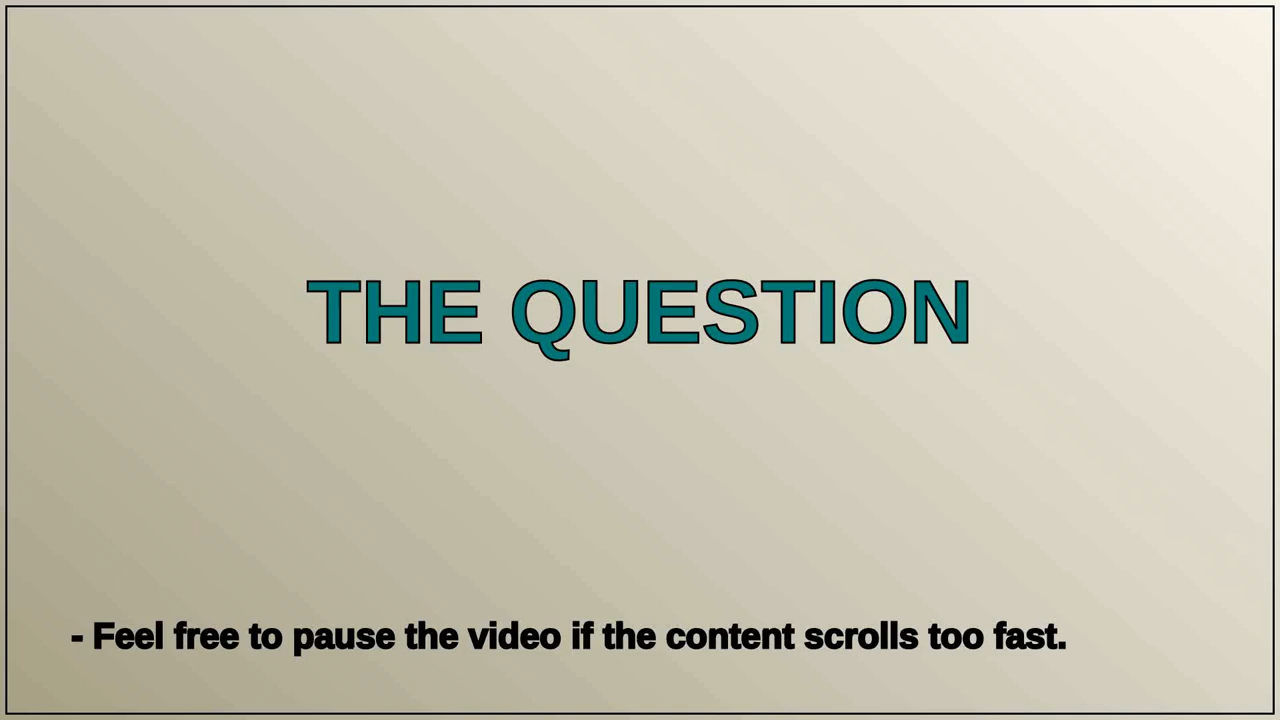 THE QUESTION
- Feel free to pause the video if the content scrolls too fast.